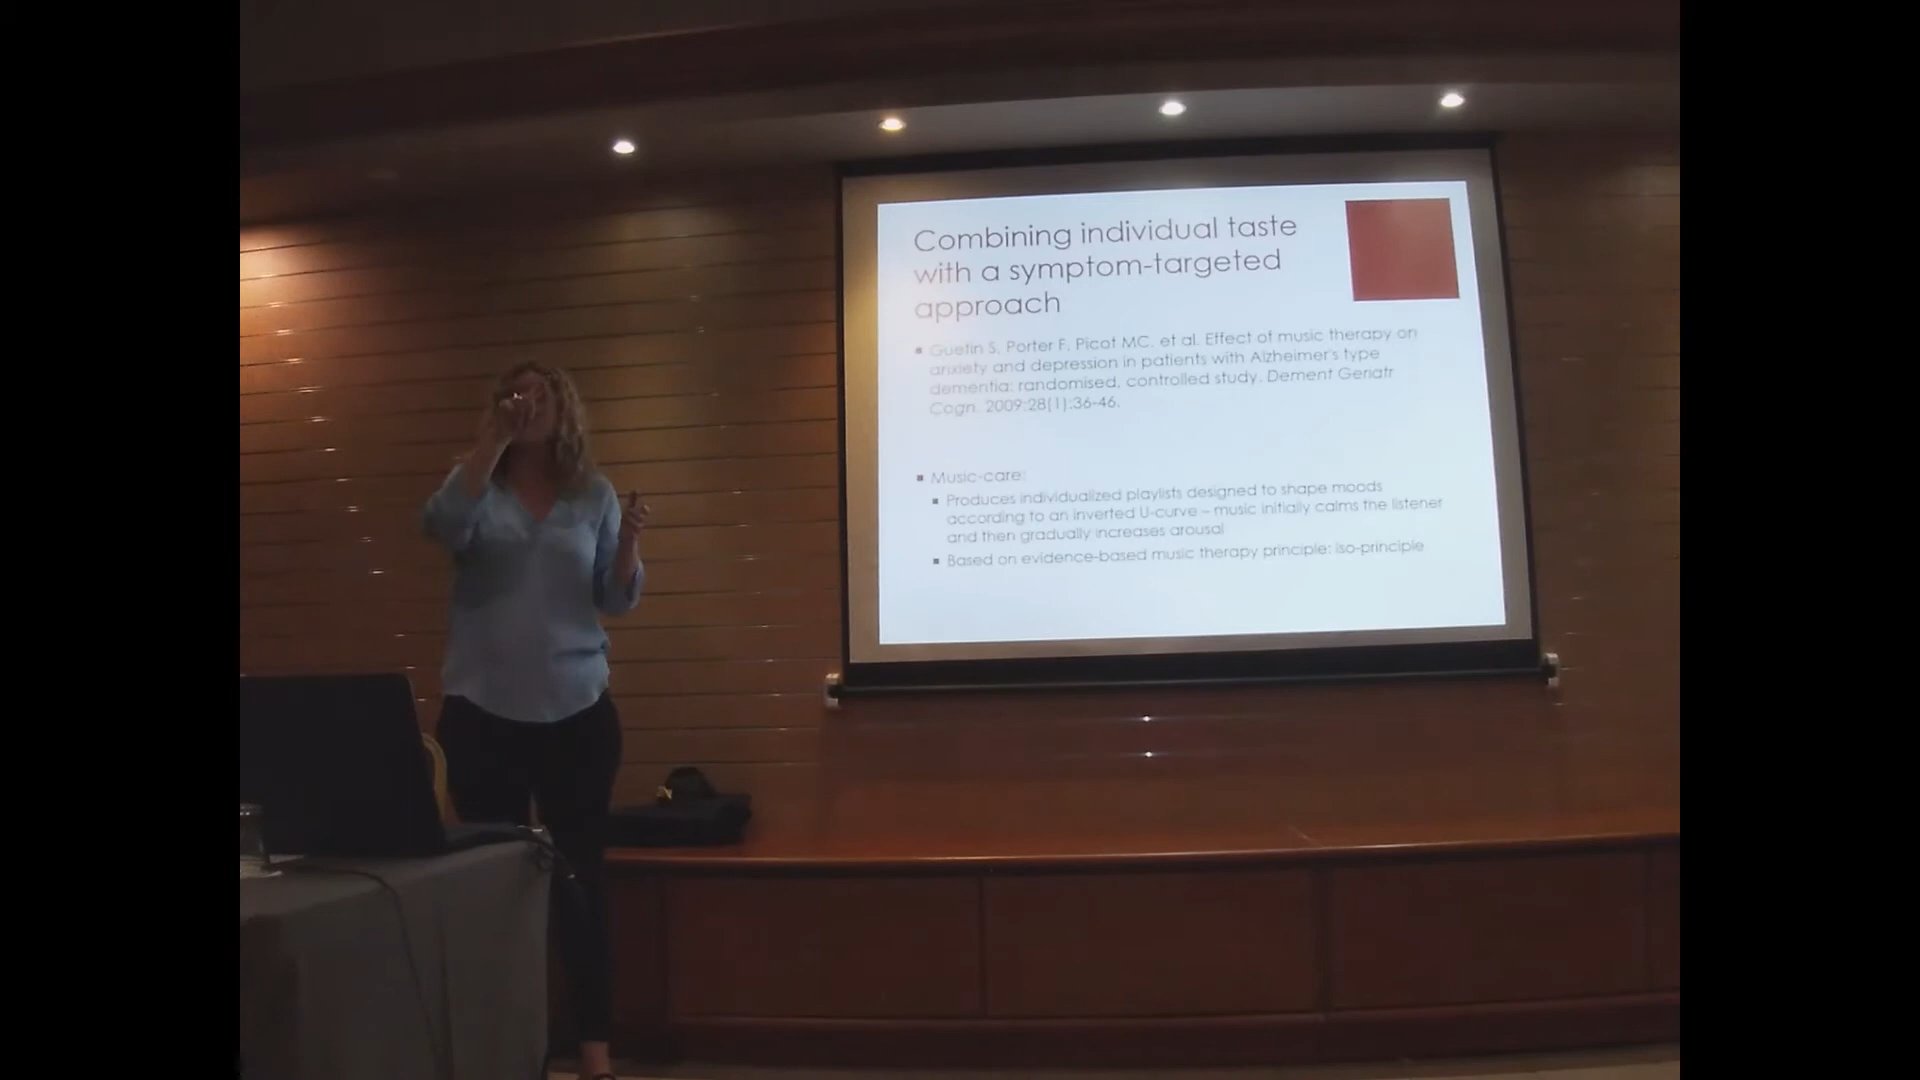 Combining individual taste
with a symptom-targeted
approach
Guetin S, Porter F, Picot MC, et al. Effect of music therapy on
anxiety and depression in patients with Alzheimer's type
dementia: randomised, controlled study. Dement Geriatr
Cogn. 2009;28(1):36-46.
Music-care:
Produces individualized playlists designed to shape moods
according to an inverted U-curve – music initially calms the listener
and then gradually increases arousal
Based on evidence-based music therapy principle: iso-principle